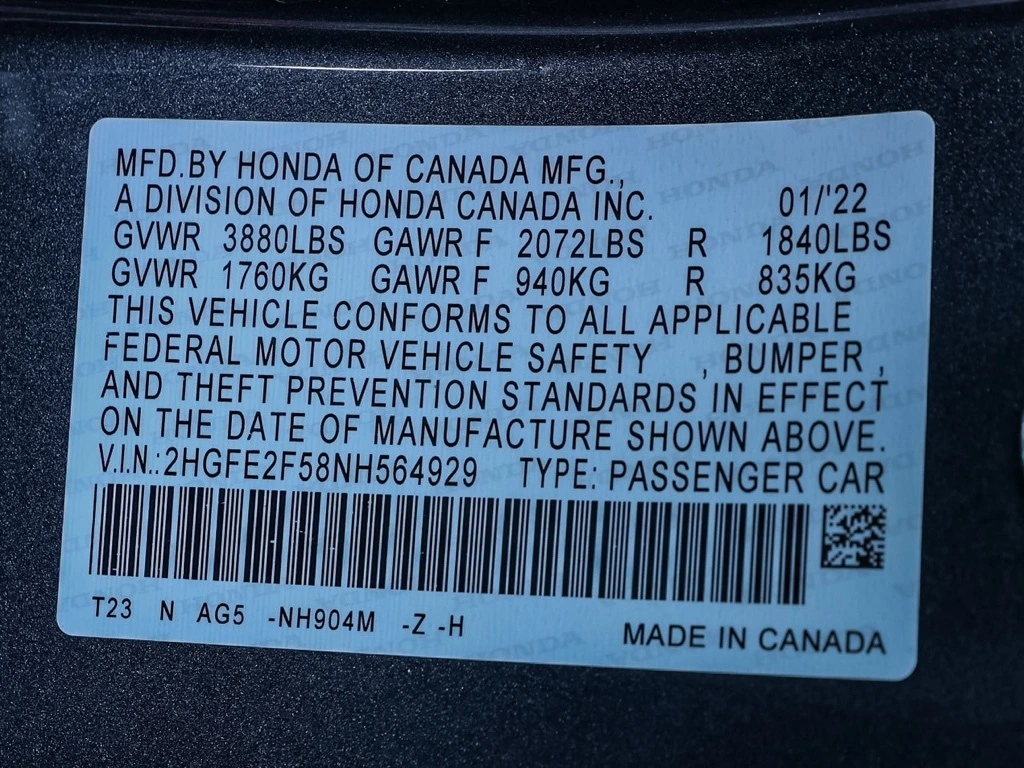 MFD.BY HONDA OF CANADA MFG.,
A DIVISION OF HONDA CANADA INC. 01/'22
GVWR 3880LBS GAWR F 2072LBS R 1840LBS
GVWR 1760KG GAWR F 940KG R 835KG
THIS VEHICLE CONFORMS TO ALL APPLICABLE
FEDERAL MOTOR VEHICLE SAFETY , BUMPER ,
AND THEFT PREVENTION STANDARDS IN EFFECT
ON THE DATE OF MANUFACTURE SHOWN ABOVE.
V.I.N.:2HGFE2F58NH564929 TYPE: PASSENGER CAR
T23 N AG5 -NH904M -Z -H
MADE IN CANADA